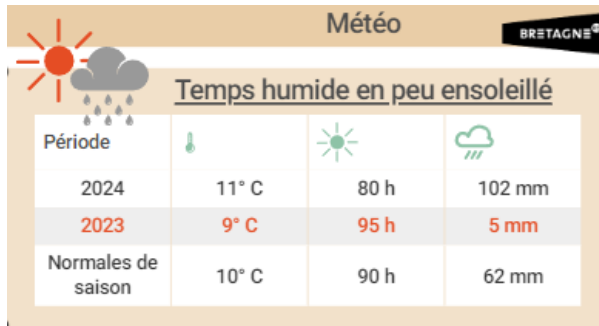 Météo
BRETAGNE
Temps humide en peu ensoleillé
Période
2024 11° C 80 h 102 mm
2023 9° C 95 h 5 mm
Normales de
saison 10° C 90 h 62 mm